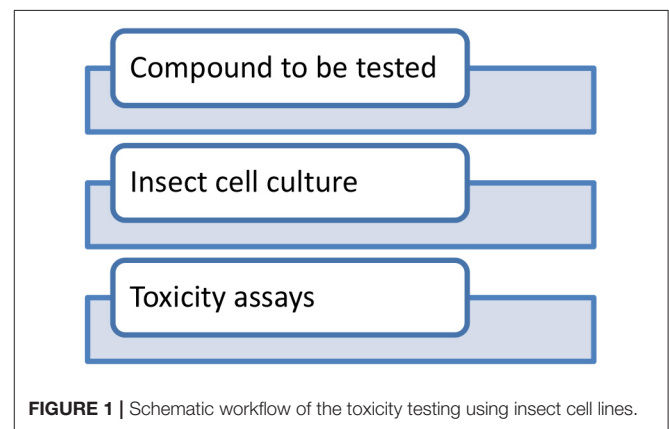 Compound to be tested
Insect cell culture
Toxicity assays
FIGURE 1 | Schematic workflow of the toxicity testing using insect cell lines.